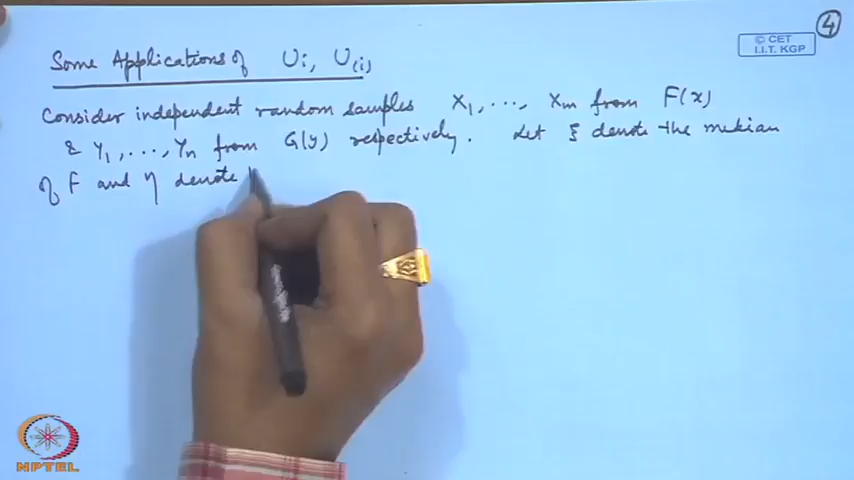 4
© CET
I.I.T. KGP
Some Applications of Ui, U(i)
Consider independent random samples X1, ..., Xm from F(x)
& Y1, ..., Yn from G(y) respectively. Let ξ denote the median
of F and η denote
NPTEL